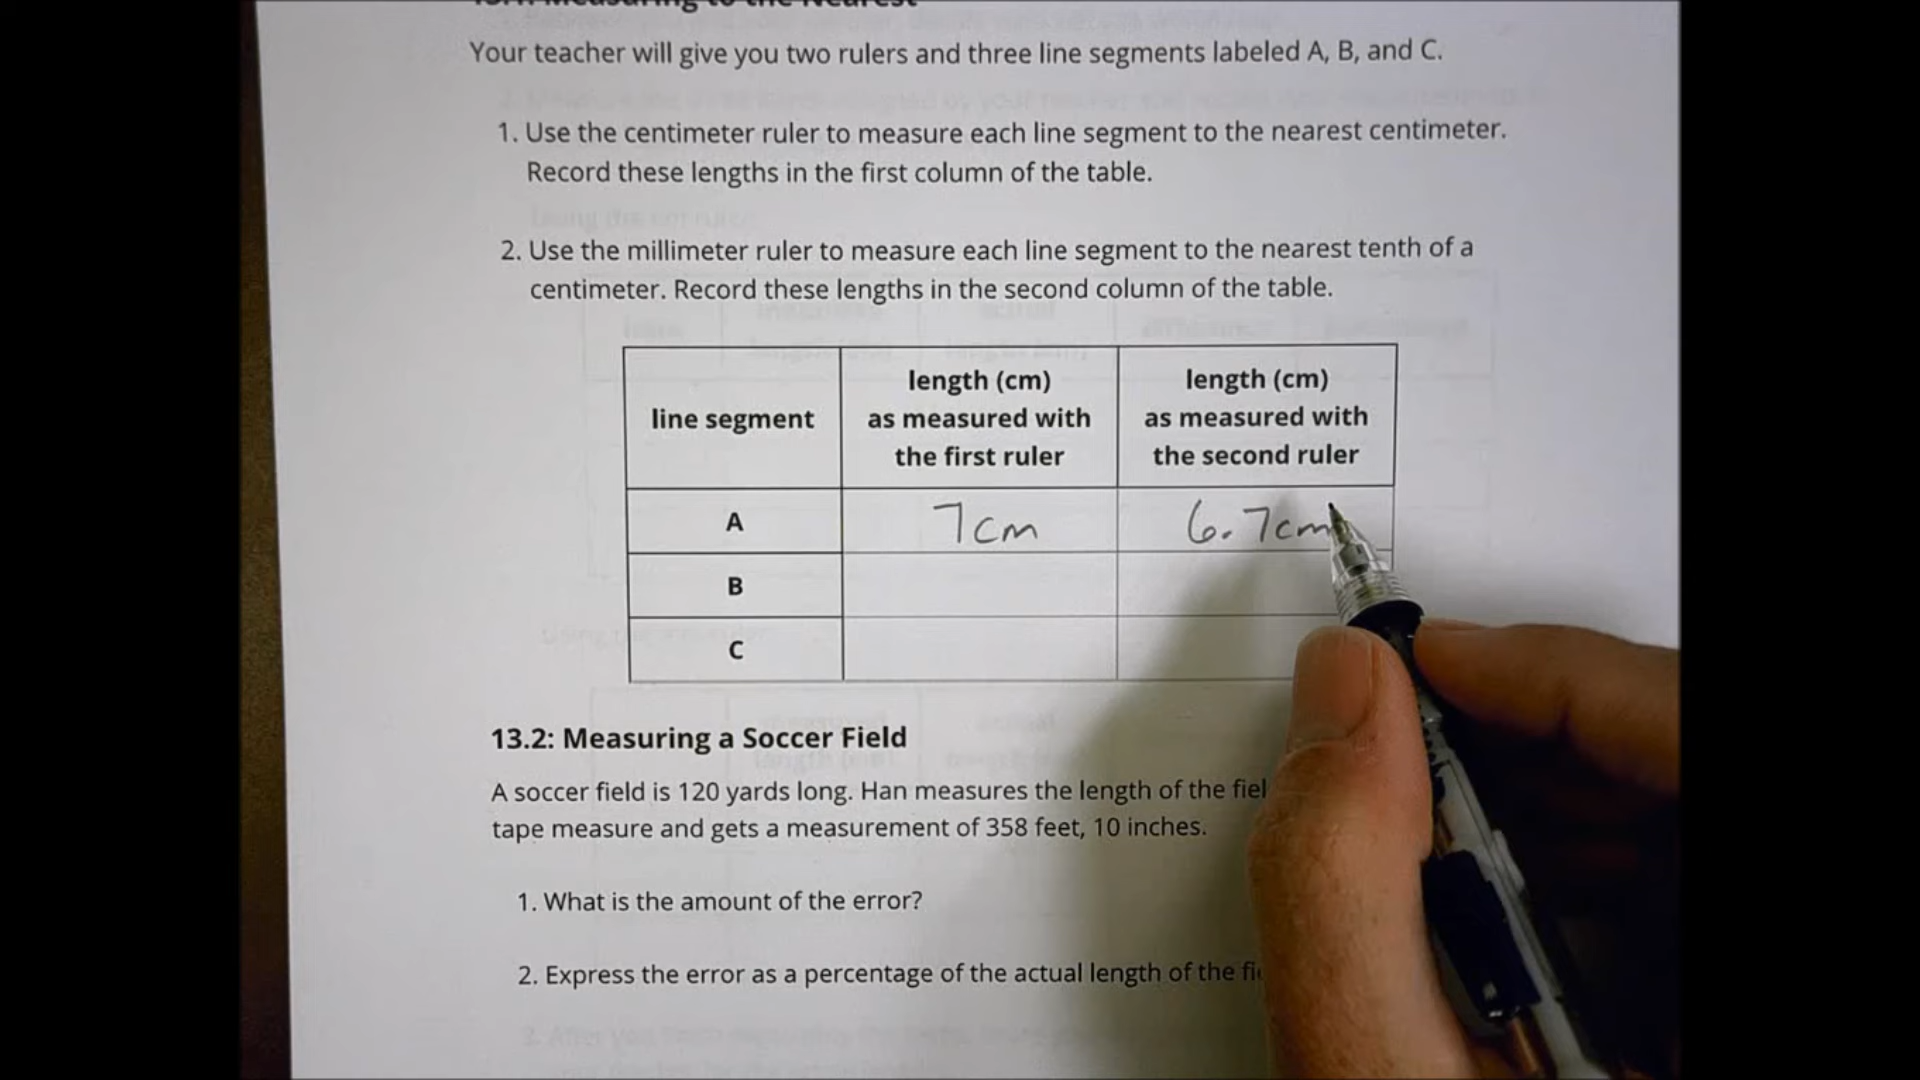 13.1: Measuring to the Nearest
Your teacher will give you two rulers and three line segments labeled A, B, and C.
1. Use the centimeter ruler to measure each line segment to the nearest centimeter.
Record these lengths in the first column of the table.
2. Use the millimeter ruler to measure each line segment to the nearest tenth of a
centimeter. Record these lengths in the second column of the table.
line segment
length (cm)
as measured with
the first ruler
length (cm)
as measured with
the second ruler
A
7cm
6.7cm
B
C
13.2: Measuring a Soccer Field
A soccer field is 120 yards long. Han measures the length of the fiel
tape measure and gets a measurement of 358 feet, 10 inches.
1. What is the amount of the error?
2. Express the error as a percentage of the actual length of the fi